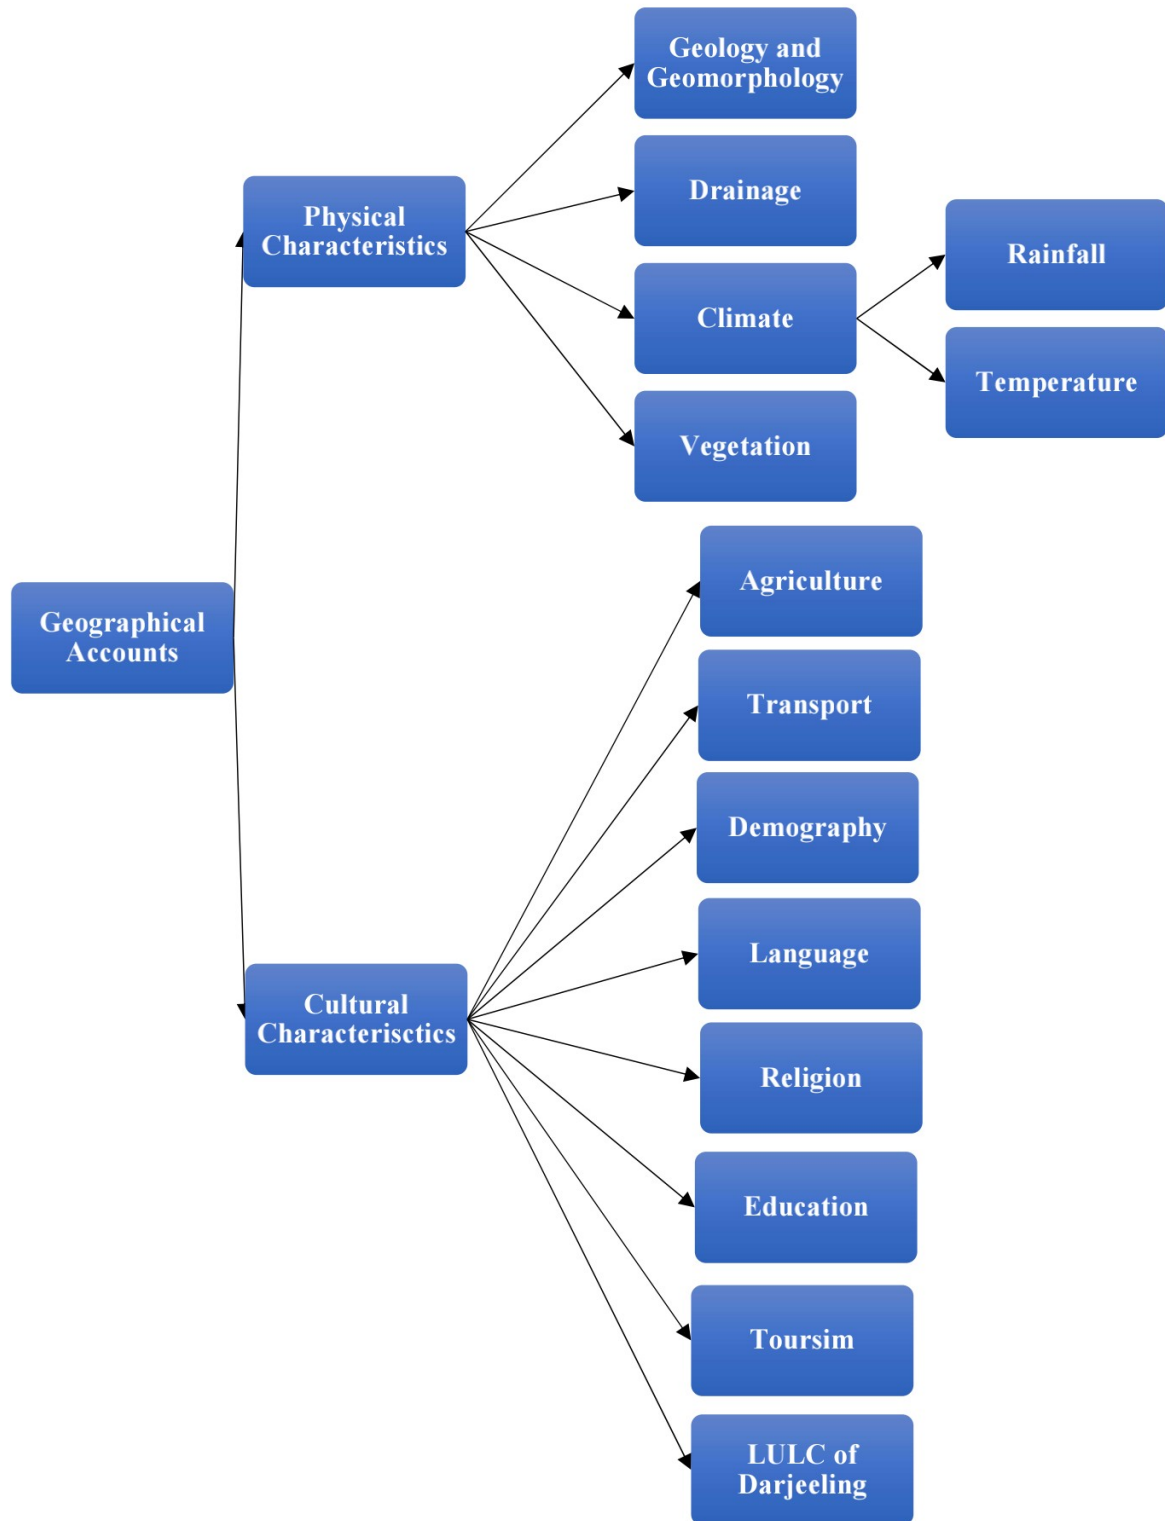 Geology and
Geomorphology
Drainage
Physical
Characteristics
Rainfall
Climate
Temperature
Vegetation
Agriculture
Geographical
Accounts
Transport
Demography
Language
Cultural
Characterisctics
Religion
Education
Toursim
LULC of
Darjeeling